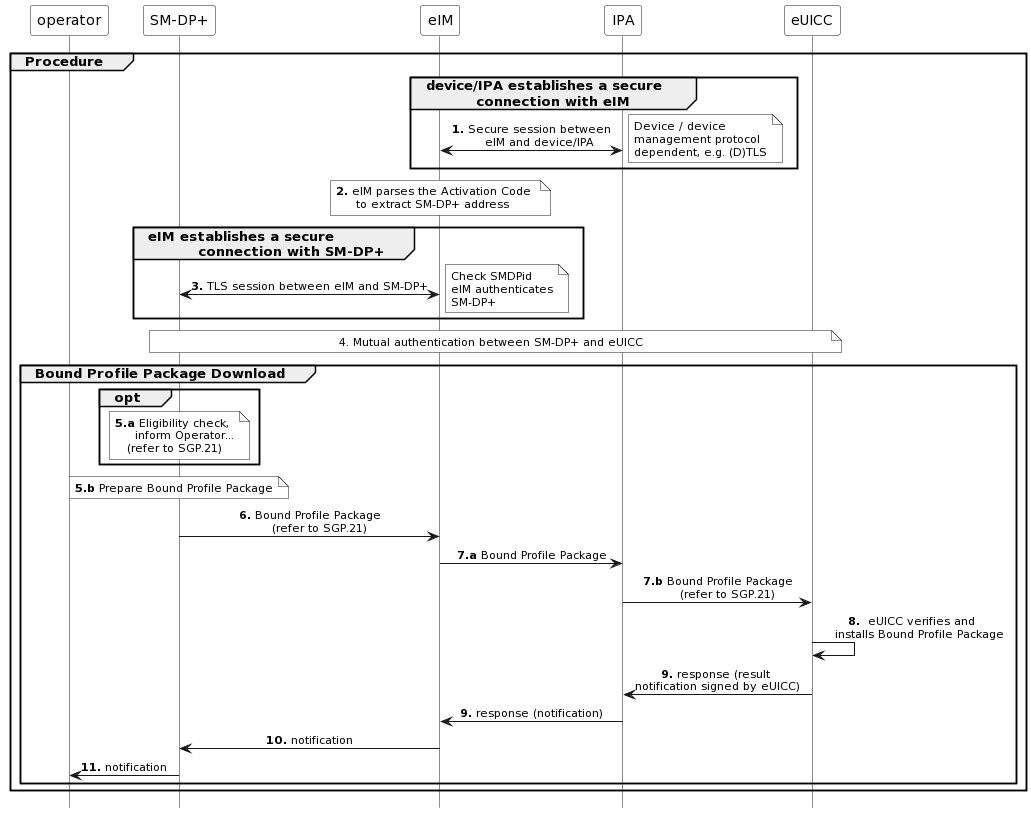 operator
SM-DP+
eIM
IPA
eUICC
Procedure
device/IPA establishes a secure
connection with eIM
1. Secure session between
eIM and device/IPA
Device / device
management protocol
dependent, e.g. (D)TLS
2. eIM parses the Activation Code
to extract SM-DP+ address
eIM establishes a secure
connection with SM-DP+
3. TLS session between eIM and SM-DP+
Check SMDPid
eIM authenticates
SM-DP+
4. Mutual authentication between SM-DP+ and eUICC
Bound Profile Package Download
opt
5.a Eligibility check,
inform Operator...
(refer to SGP.21)
5.b Prepare Bound Profile Package
6. Bound Profile Package
(refer to SGP.21)
7.a Bound Profile Package
7.b Bound Profile Package
(refer to SGP.21)
8. eUICC verifies and
installs Bound Profile Package
9. response (result
notification signed by eUICC)
9. response (notification)
10. notification
11. notification